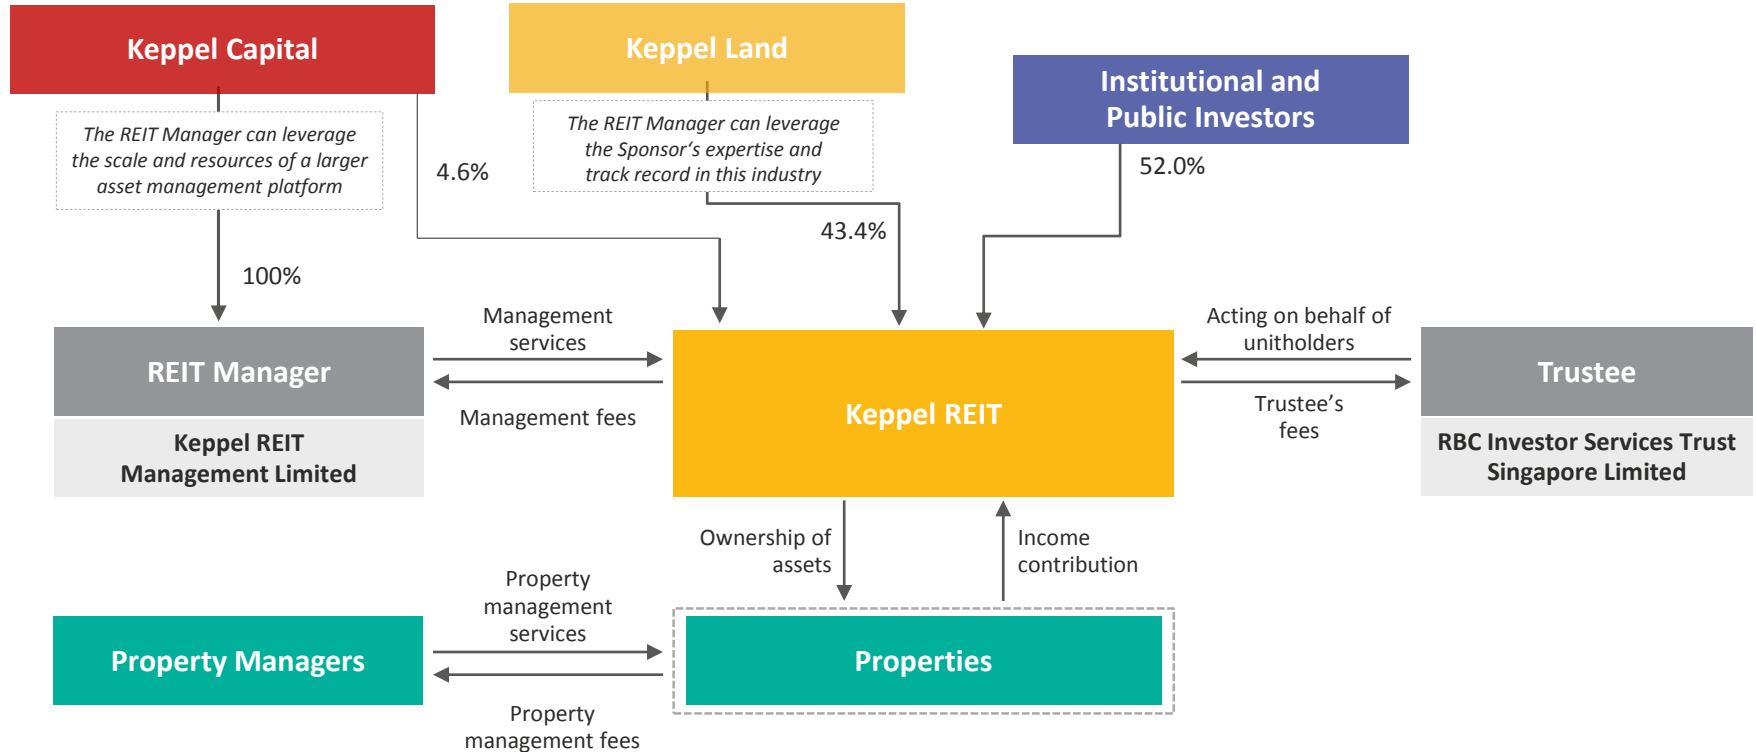 Keppel Capital
Keppel Land
Institutional and
Public Investors
The REIT Manager can leverage
the scale and resources of a larger
asset management platform
4.6%
The REIT Manager can leverage
the Sponsor‘s expertise and
track record in this industry
52.0%
43.4%
100%
Management
services
Acting on behalf of
unitholders
REIT Manager
Keppel REIT
Management Limited
Management fees
Keppel REIT
Trustee’s
fees
Trustee
RBC Investor Services Trust
Singapore Limited
Ownership of
assets
Income
contribution
Property
management
services
Property Managers
Properties
Property
management fees